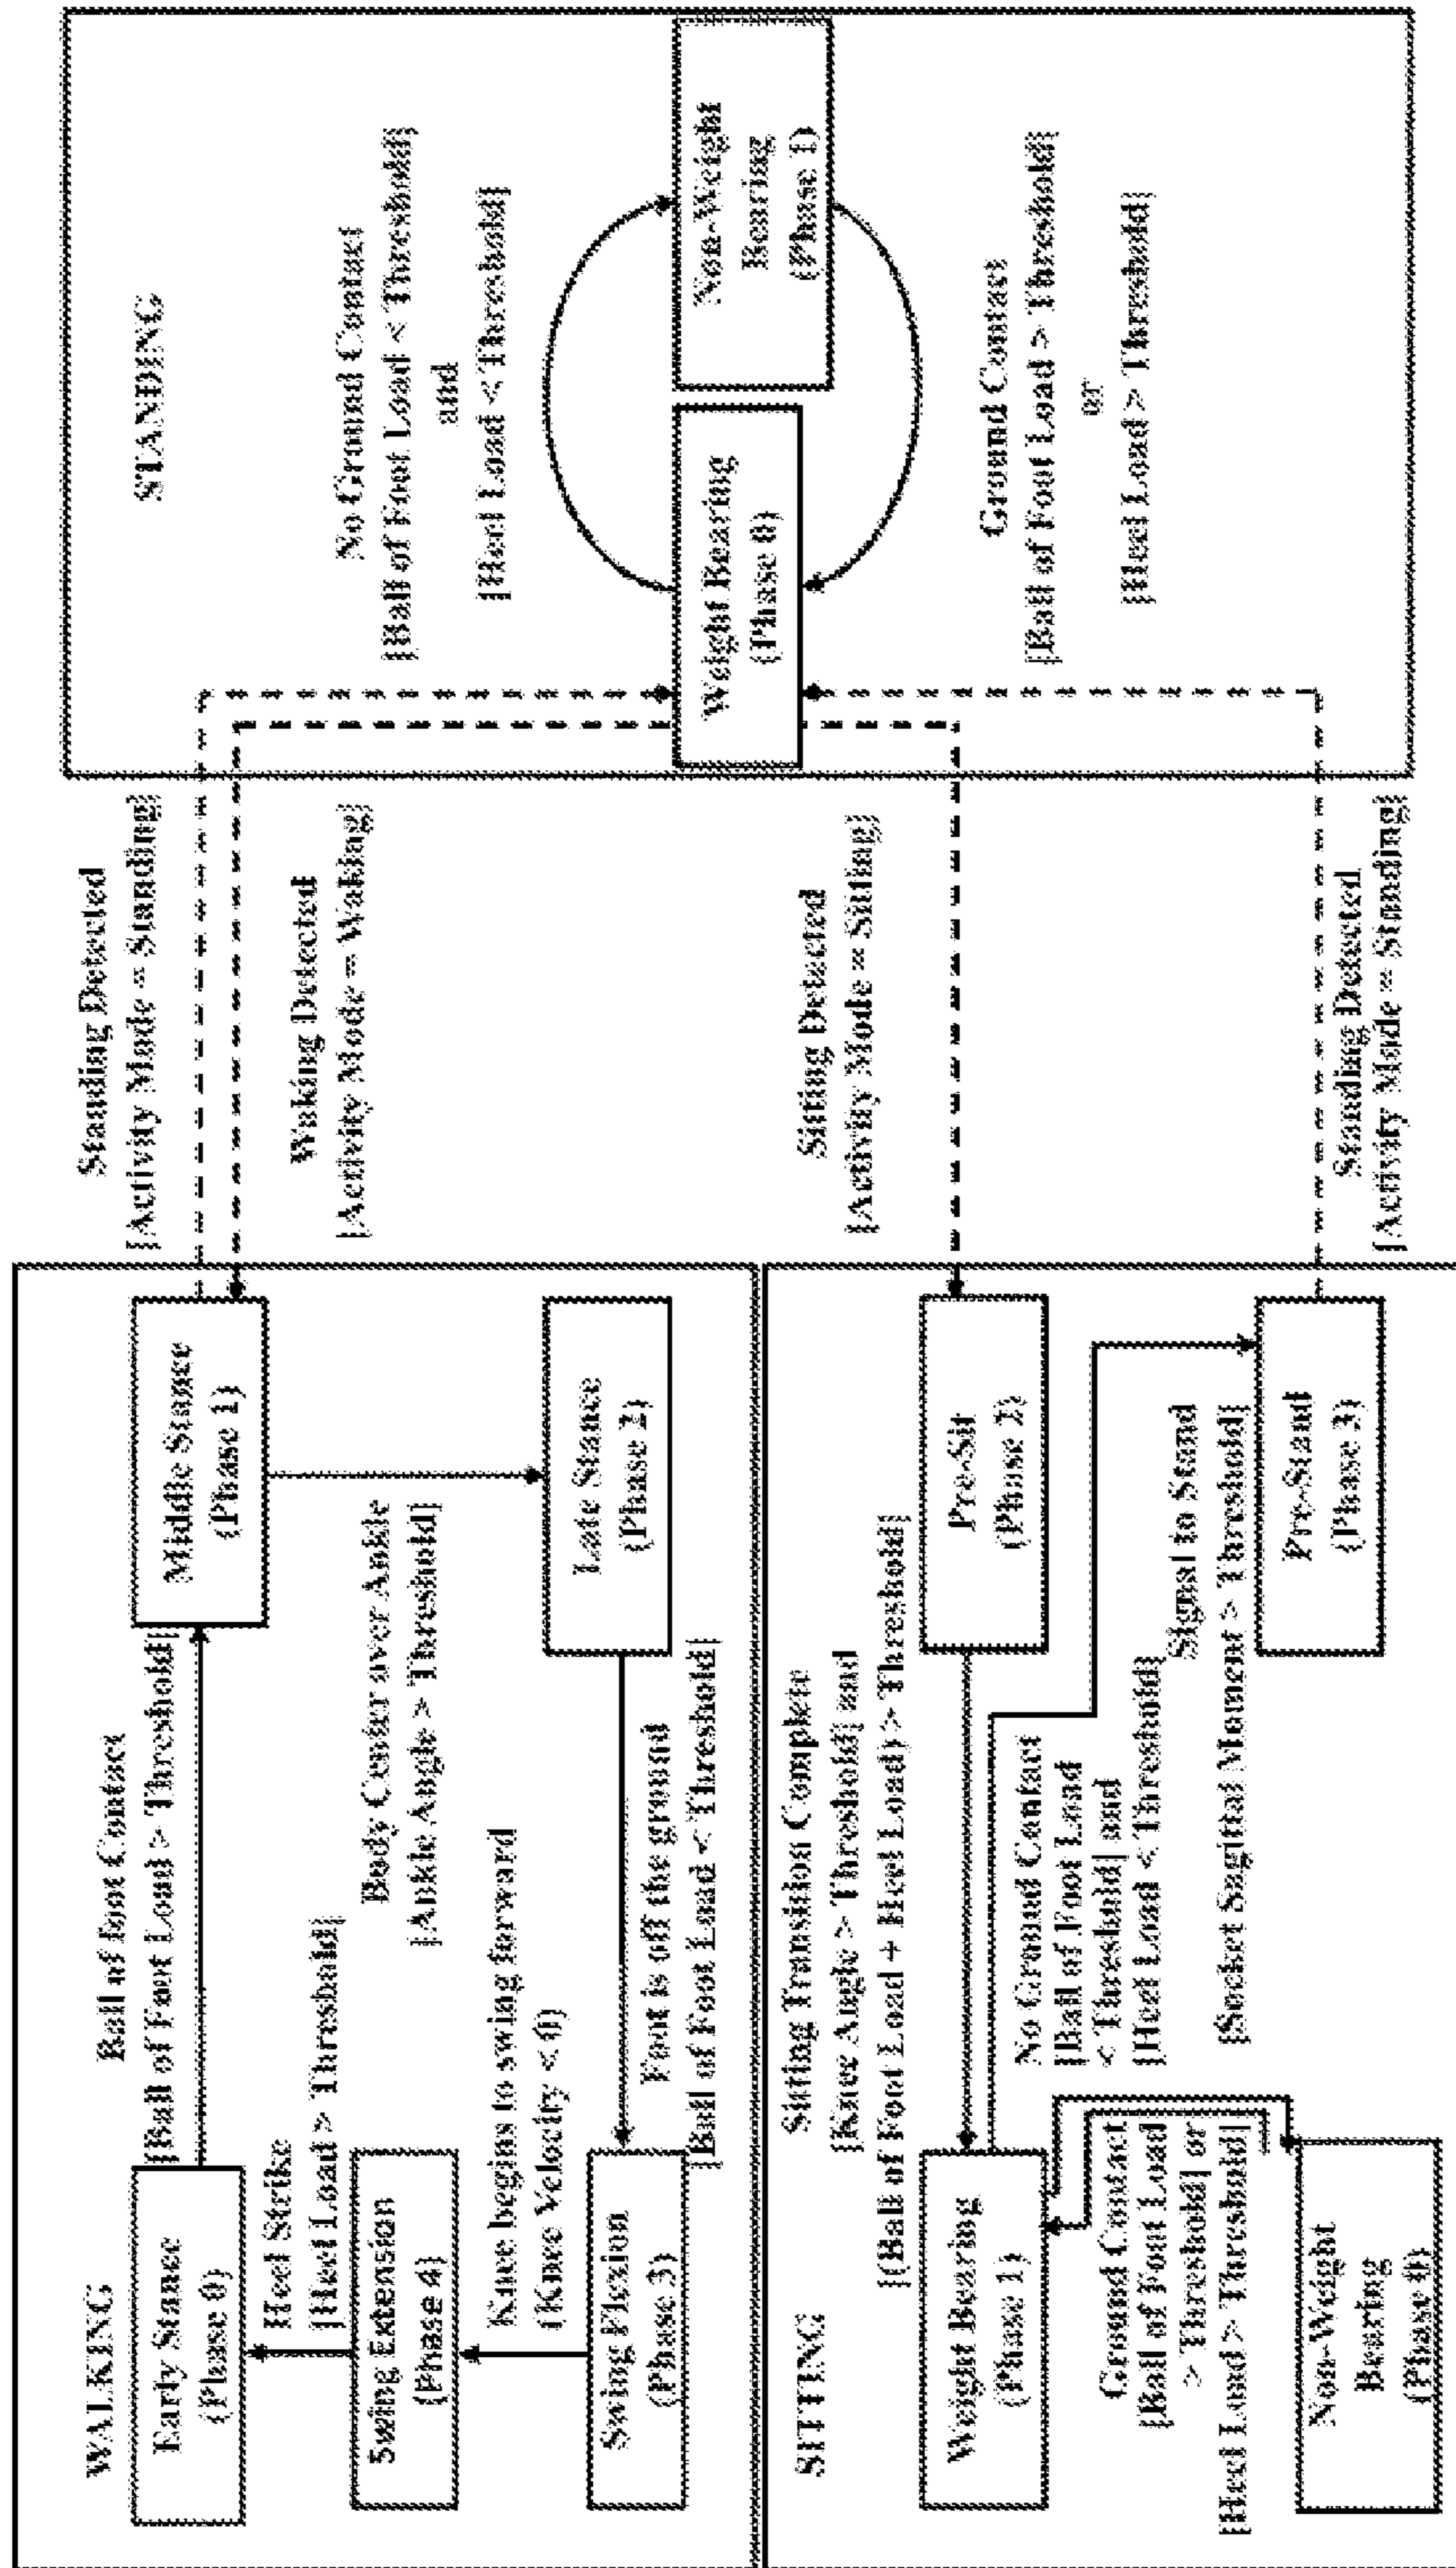 WALKING
Early Stance
(Phase 0)
Ball of foot Contact
[Ball of Foot Load > Threshold]
Middle Stance
(Phase 1)
Heel Strike
[Heel Load > Threshold]
Body Center over Ankle
[Ankle Angle > Threshold]
Swing Extension
(Phase 4)
Knee begins to swing forward
(Knee Velocity < 0)
Late Stance
(Phase 2)
Swing Flexion
(Phase 3)
Foot is off the ground
[Ball of Foot Load < Threshold]
Standing Detected
[Activity Mode = Standing]
Waking Detected
[Activity Mode = Waking]
STANDING
No Ground Contact
[Ball of Foot Load < Threshold]
and
[Heel Load < Threshold]
Weight Bearing
(Phase 0)
Non-Weight
Bearing
(Phase 1)
Ground Contact
[Ball of Foot Load > Threshold]
or
[Heel Load > Threshold]
SITTING
Sitting Transition Complete
[Knee Angle > Threshold] and
[(Ball of Foot Load + Heel Load) > Threshold]
Weight Bearing
(Phase 1)
Pre-Sit
(Phase 2)
No Ground Contact
[Ball of Foot Load
< Threshold] and
[Heel Load < Threshold]
Signal to Stand
[Socket Sagittal Moment > Threshold]
Ground Contact
[Ball of Foot Load
> Threshold] or
[Heel Load > Threshold]
Non-Weight
Bearing
(Phase 0)
Pre-Stand
(Phase 3)
Sitting Detected
[Activity Mode = Sitting]
Standing Detected
[Activity Mode = Standing]